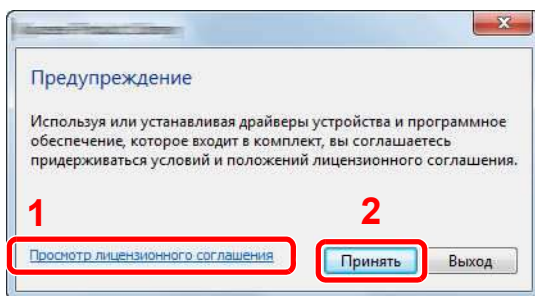 Предупреждение
Используя или устанавливая драйверы устройства и программное
обеспечение, которое входит в комплект, вы соглашаетесь
придерживаться условий и положений лицензионного соглашения.
1
2
Просмотр лицензионного соглашения
Принять
Выход